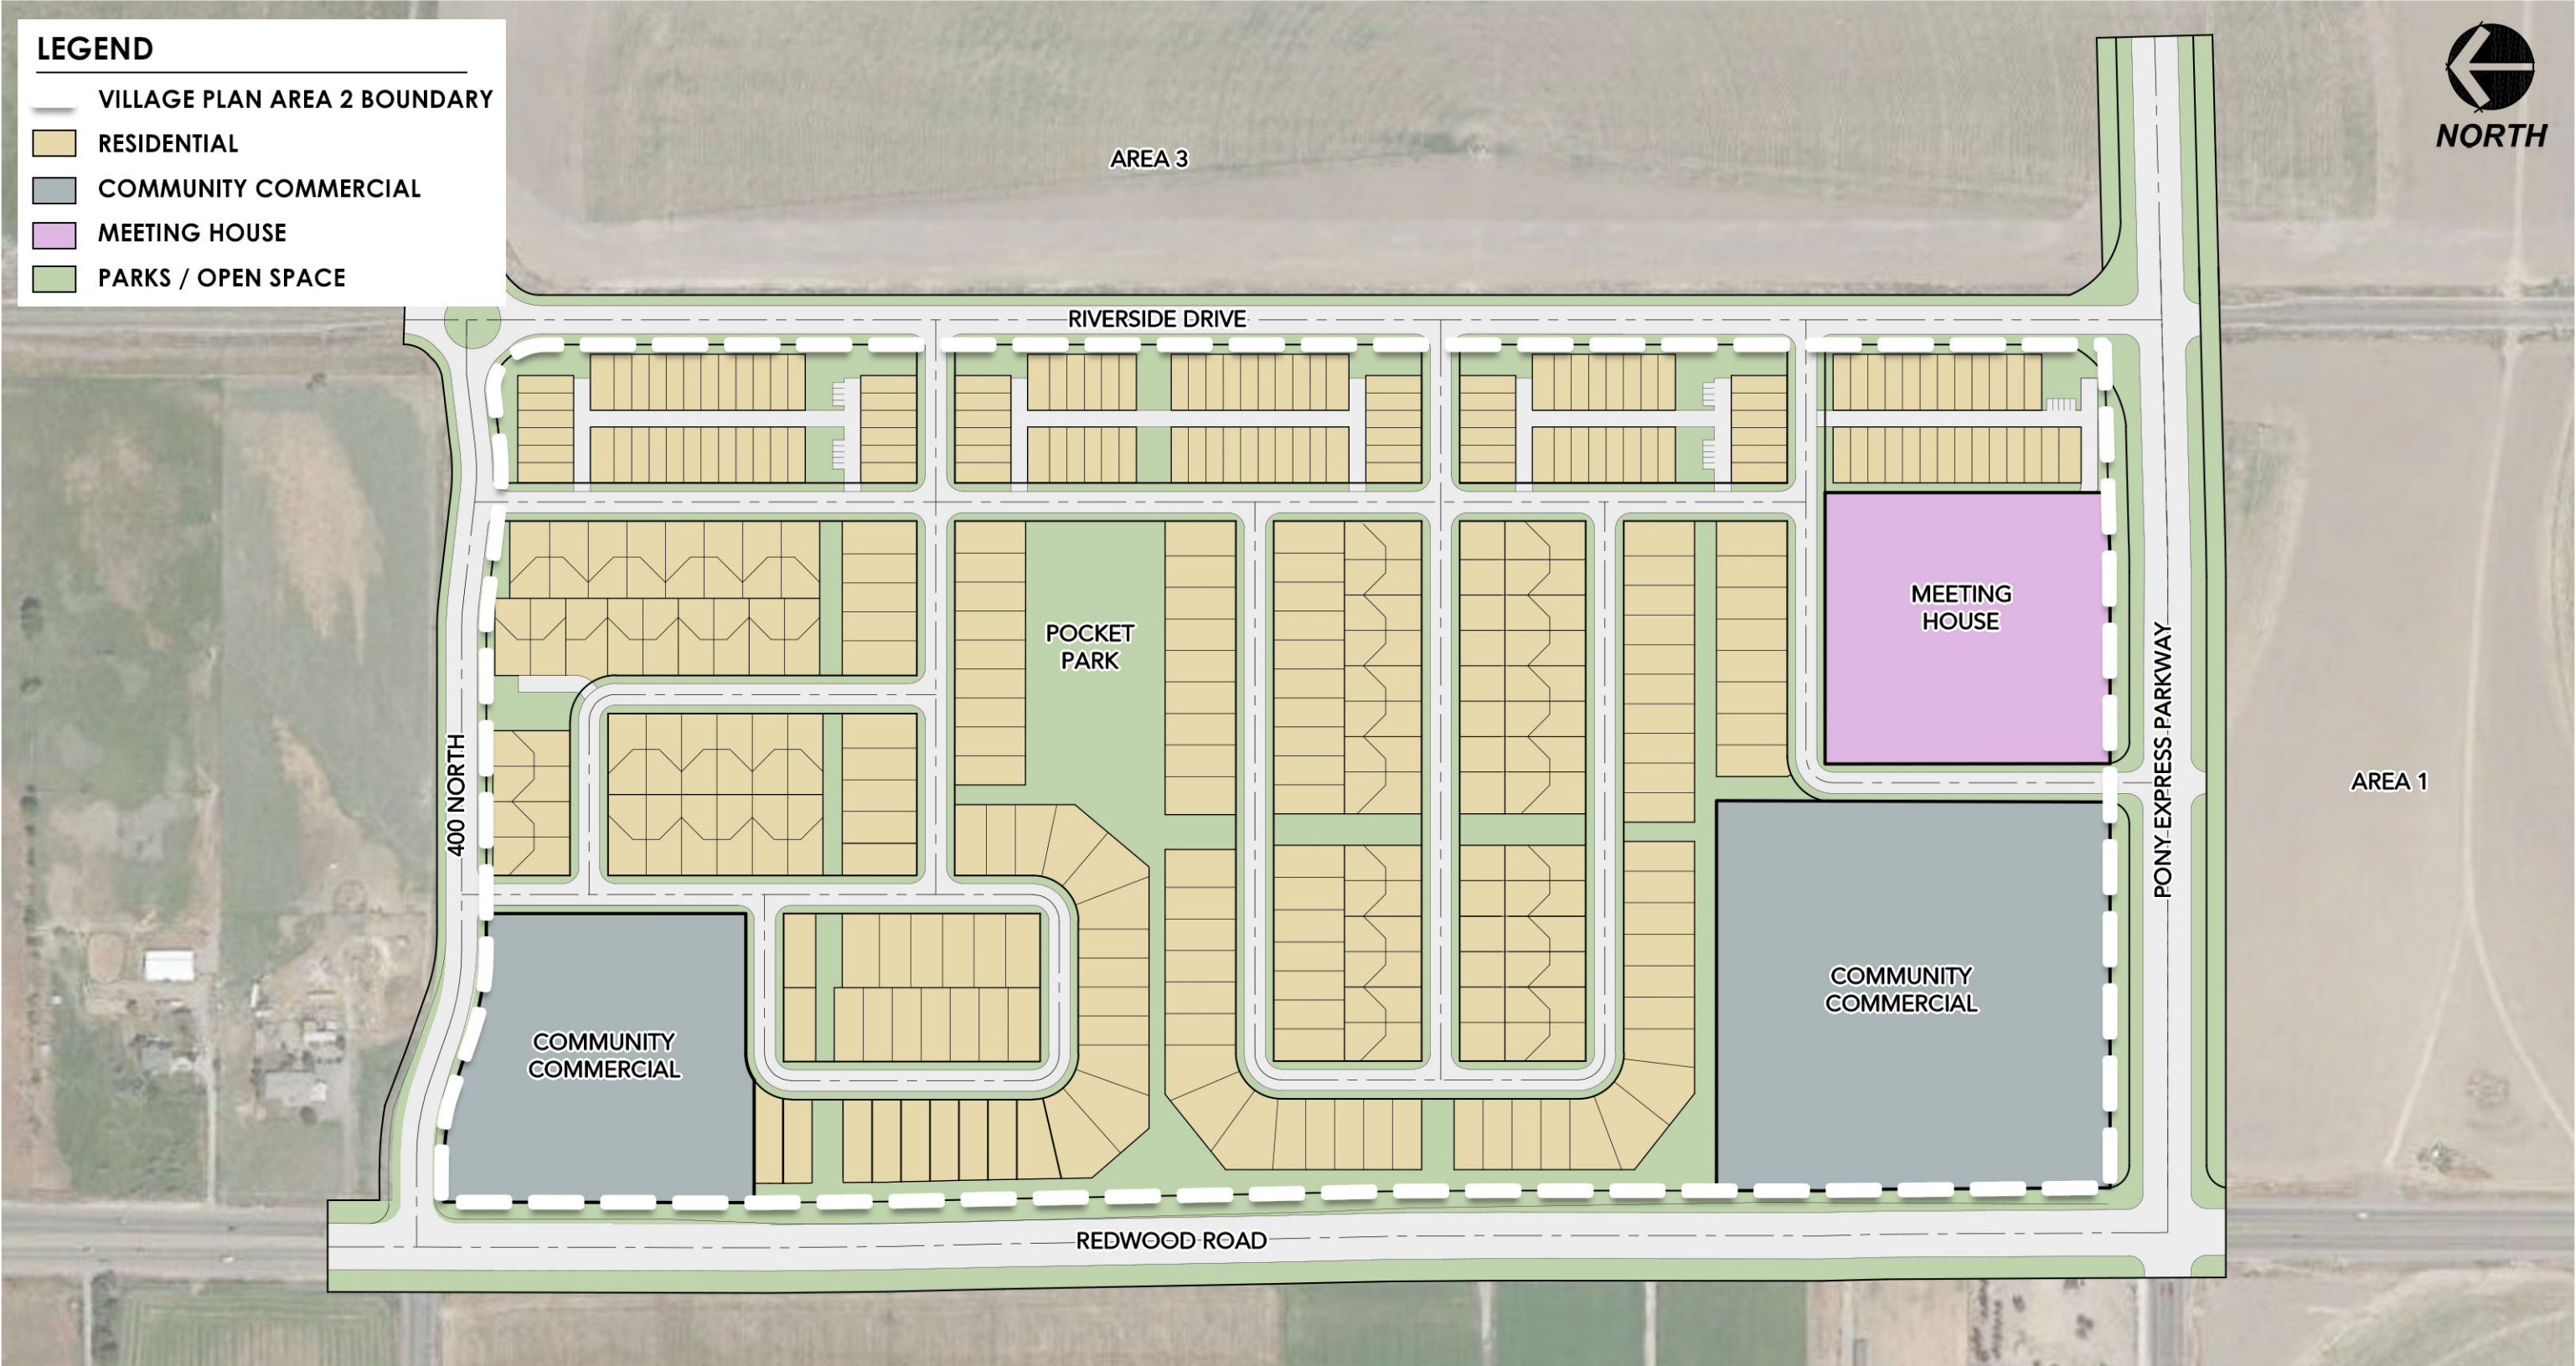 LEGEND
VILLAGE PLAN AREA 2 BOUNDARY
RESIDENTIAL
COMMUNITY COMMERCIAL
MEETING HOUSE
PARKS / OPEN SPACE
NORTH
AREA 3
RIVERSIDE DRIVE
MEETING
HOUSE
POCKET
PARK
400 NORTH
PONY EXPRESS PARKWAY
AREA 1
COMMUNITY
COMMERCIAL
COMMUNITY
COMMERCIAL
REDWOOD ROAD